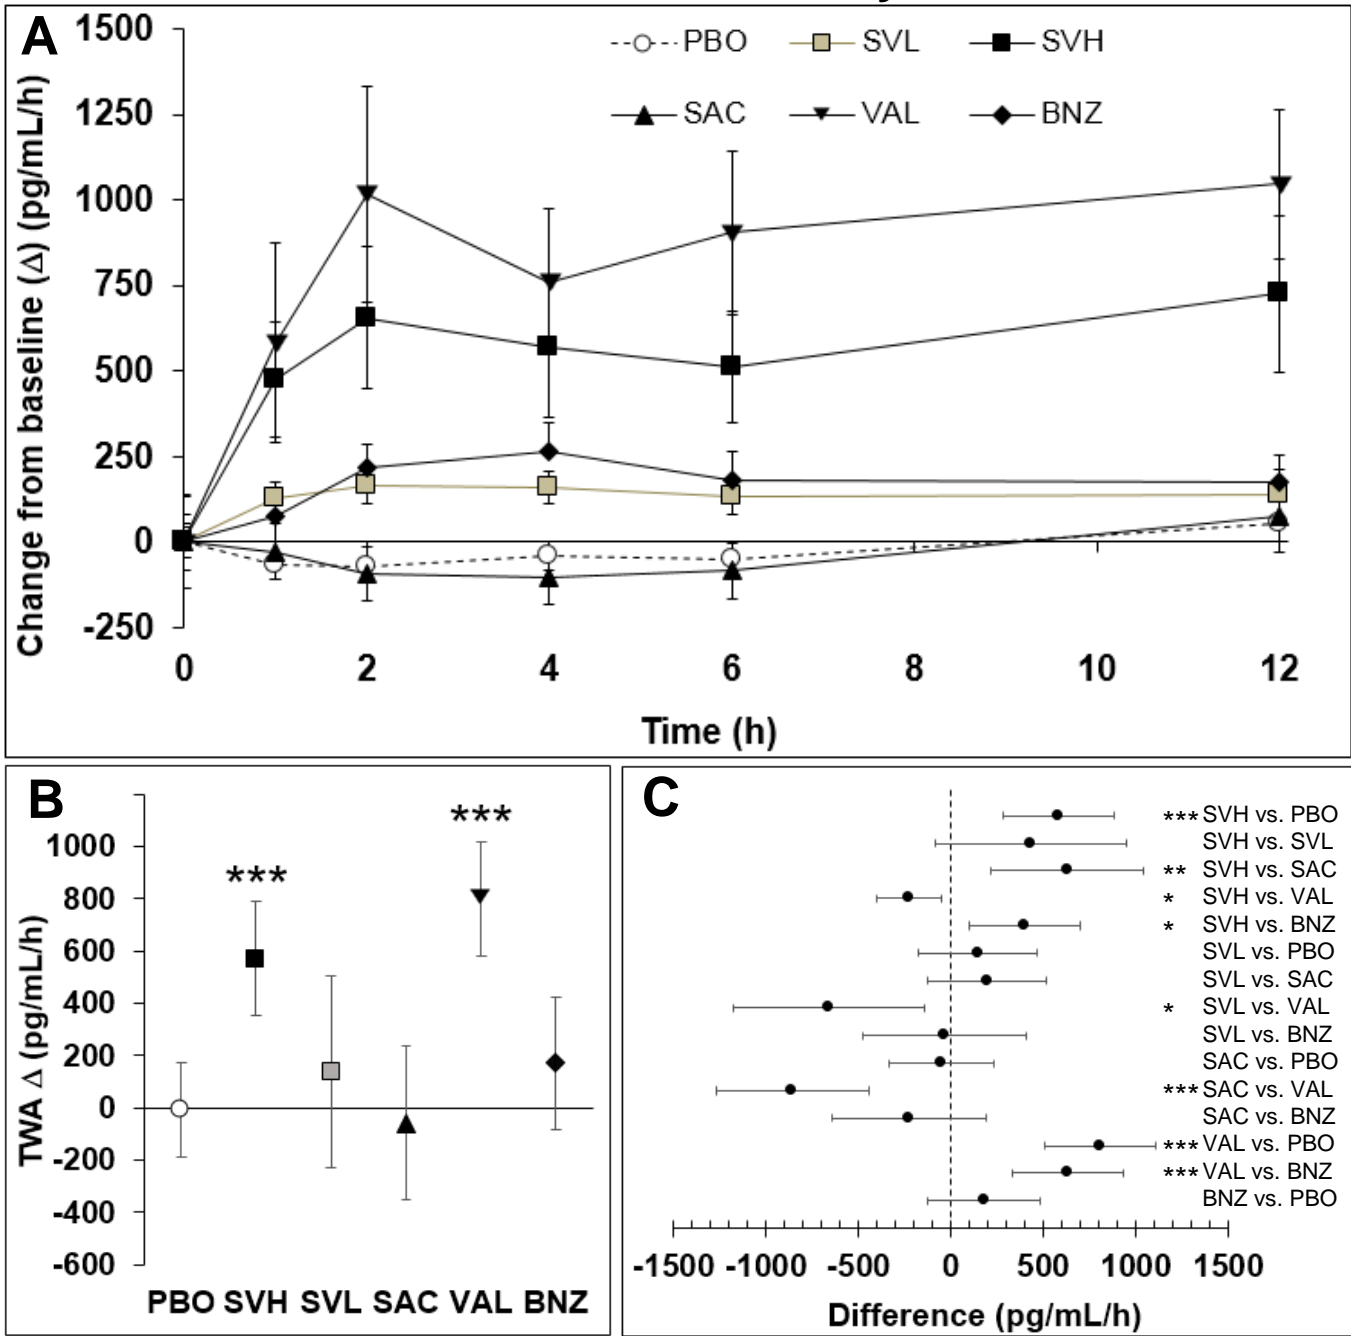 A
PBO SVL SVH
SAC VAL BNZ
Change from baseline (Δ) (pg/mL/h)
1500
1250
1000
750
500
250
0
-250
0 2 4 6 8 10 12
Time (h)
B
TWA Δ (pg/mL/h)
1000
800
600
400
200
0
-200
-400
-600
***
***
PBO SVH SVL SAC VAL BNZ
C
*** SVH vs. PBO
SVH vs. SVL
** SVH vs. SAC
* SVH vs. VAL
* SVH vs. BNZ
SVL vs. PBO
SVL vs. SAC
* SVL vs. VAL
SVL vs. BNZ
SAC vs. PBO
*** SAC vs. VAL
SAC vs. BNZ
*** VAL vs. PBO
*** VAL vs. BNZ
BNZ vs. PBO
-1500 -1000 -500 0 500 1000 1500
Difference (pg/mL/h)